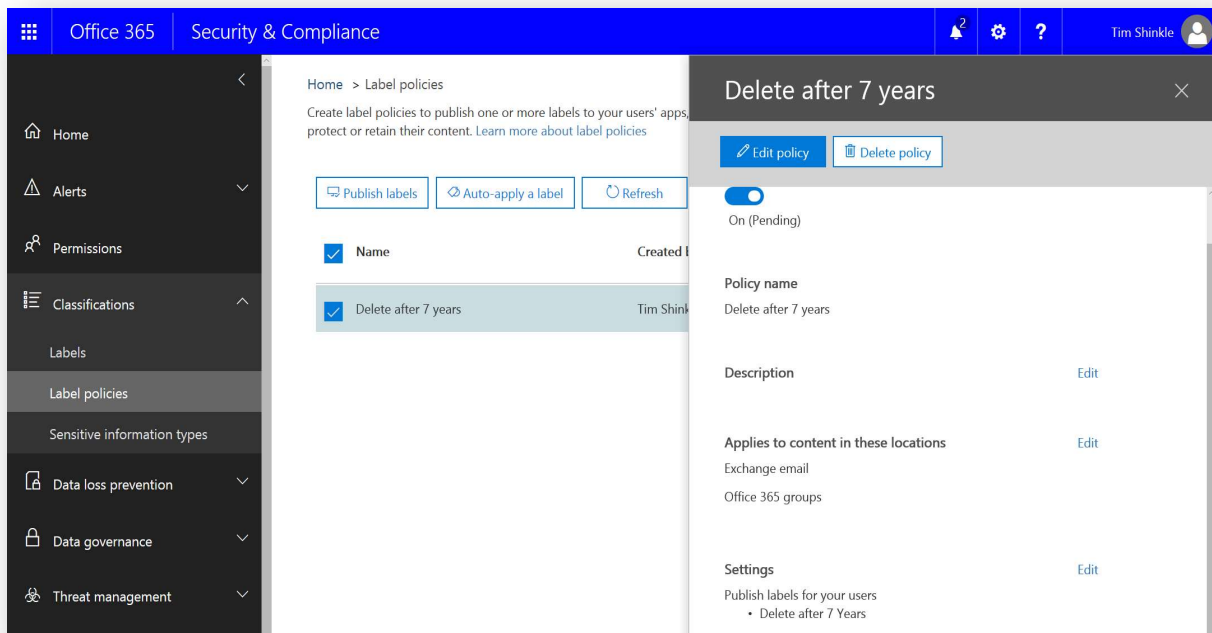 Office 365
Security & Compliance
2
?
Tim Shinkle
Home
Alerts
Permissions
Classifications
Labels
Label policies
Sensitive information types
Data loss prevention
Data governance
Threat management
Home > Label policies
Create label policies to publish one or more labels to your users' apps,
protect or retain their content. Learn more about label policies
Publish labels
Auto-apply a label
Refresh
Name
Created
Delete after 7 years
Tim Shink
Delete after 7 years
Edit policy
Delete policy
On (Pending)
Policy name
Delete after 7 years
Description Edit
Applies to content in these locations Edit
Exchange email
Office 365 groups
Settings Edit
Publish labels for your users
• Delete after 7 Years